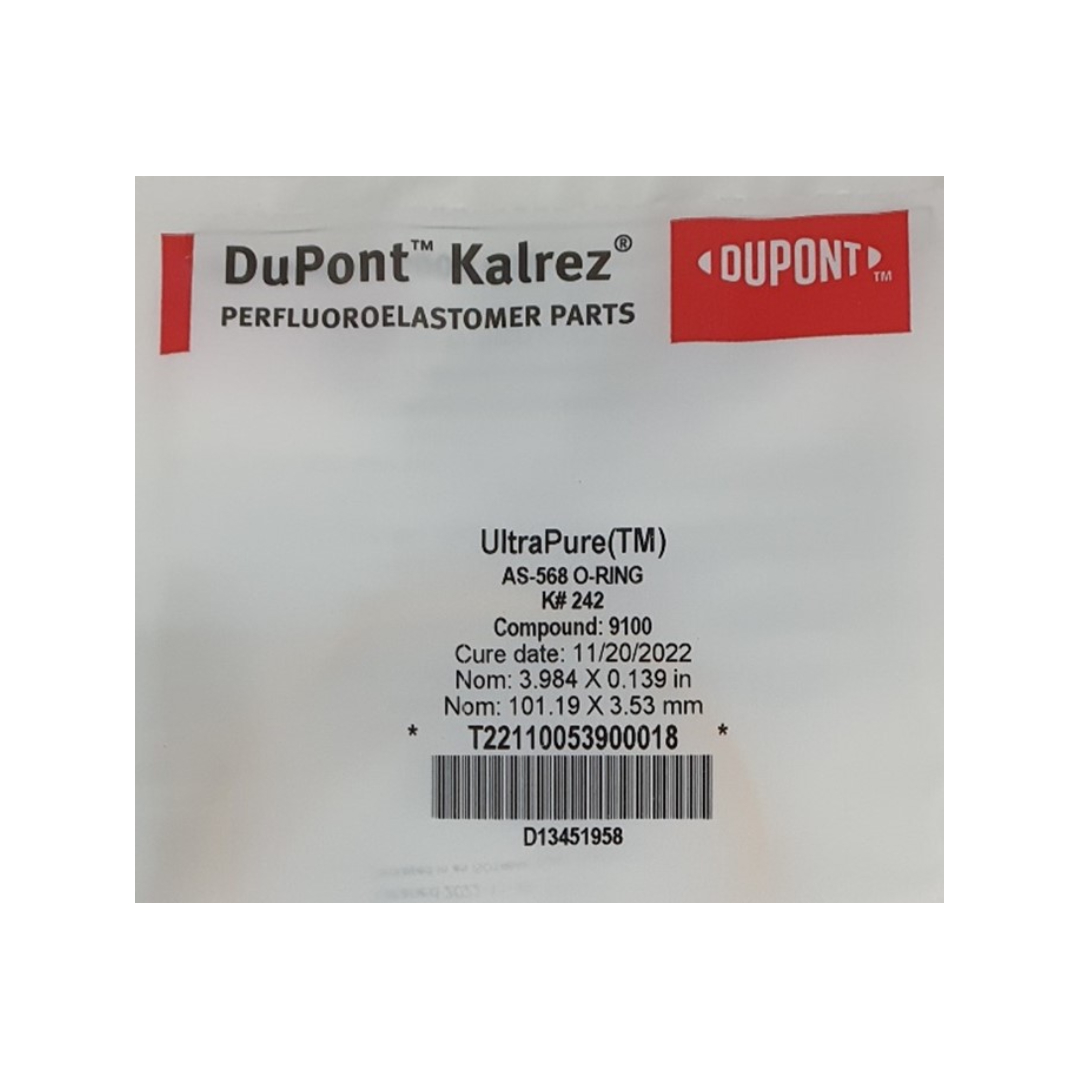 DuPont™ Kalrez®
PERFLUOROELASTOMER PARTS
DUPONT™
UltraPure(TM)
AS-568 O-RING
K# 242
Compound: 9100
Cure date: 11/20/2022
Nom: 3.984 X 0.139 in
Nom: 101.19 X 3.53 mm
* T22110053900018 *
D13451958